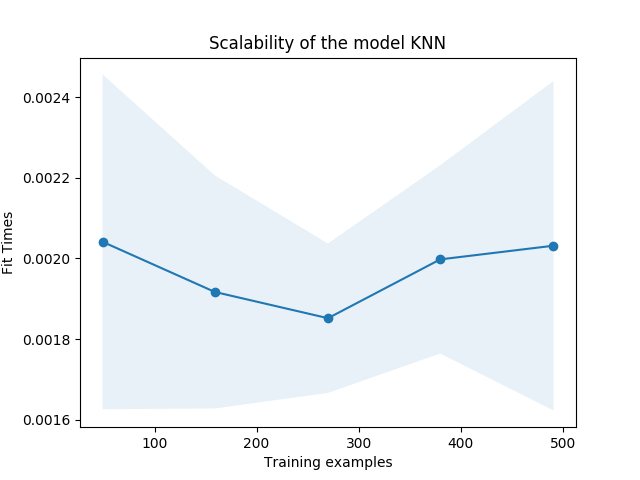 Scalability of the model KNN
Fit Times
0.0024
0.0022
0.0020
0.0018
0.0016
100 200 300 400 500
Training examples